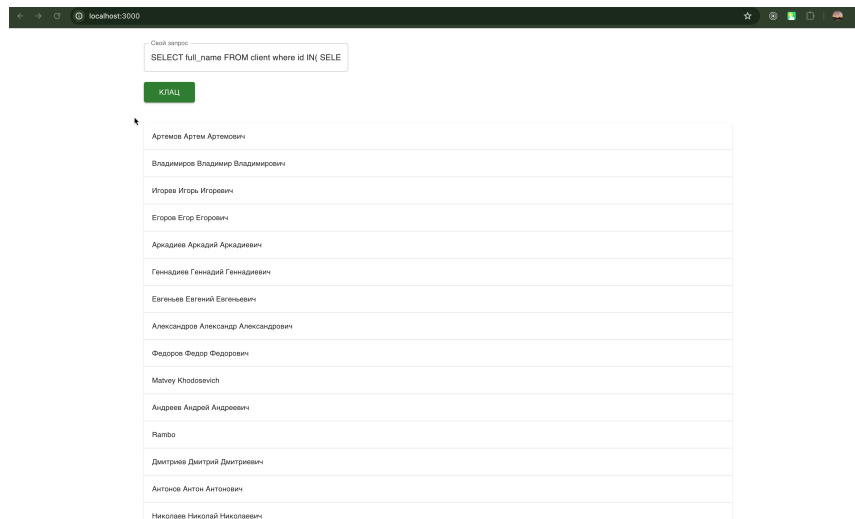 localhost:3000
Свой запрос
SELECT full_name FROM client where id IN( SELE
КЛАЦ
Артемов Артем Артемович
Владимиров Владимир Владимирович
Игорев Игорь Игоревич
Егоров Егор Егорович
Аркадиев Аркадий Аркадиевич
Геннадиев Геннадий Геннадиевич
Евгеньев Евгений Евгеньевич
Александров Александр Александрович
Федоров Федор Федорович
Matvey Khodosevich
Андреев Андрей Андреевич
Rambo
Дмитриев Дмитрий Дмитриевич
Антонов Антон Антонович
Николаев Николай Николаевич